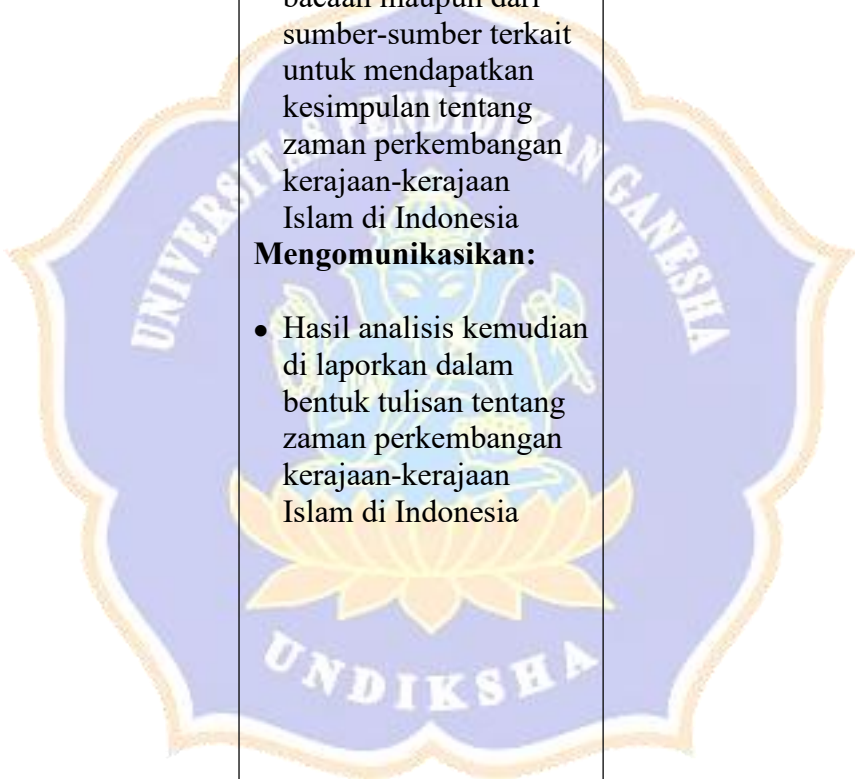 bacaan maupun dari
sumber-sumber terkait
untuk mendapatkan
kesimpulan tentang
zaman perkembangan
kerajaan-kerajaan
Islam di Indonesia
Mengomunikasikan:
● Hasil analisis kemudian
di laporkan dalam
bentuk tulisan tentang
zaman perkembangan
kerajaan-kerajaan
Islam di Indonesia
UNIVERSITAS PENDIDIKAN GANESHA
UNDIKSHA